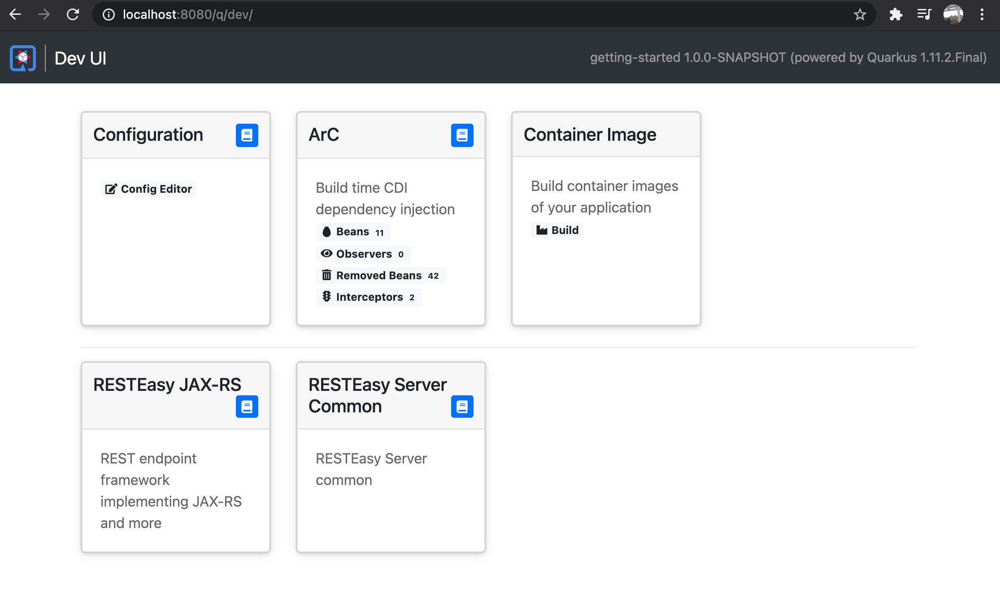 localhost:8080/q/dev/
Dev UI
getting-started 1.0.0-SNAPSHOT (powered by Quarkus 1.11.2.Final)
Configuration
Config Editor
ArC
Build time CDI
dependency injection
Beans 11
Observers 0
Removed Beans 42
Interceptors 2
Container Image
Build container images
of your application
Build
RESTEasy JAX-RS
REST endpoint
framework
implementing JAX-RS
and more
RESTEasy Server
Common
RESTEasy Server
common